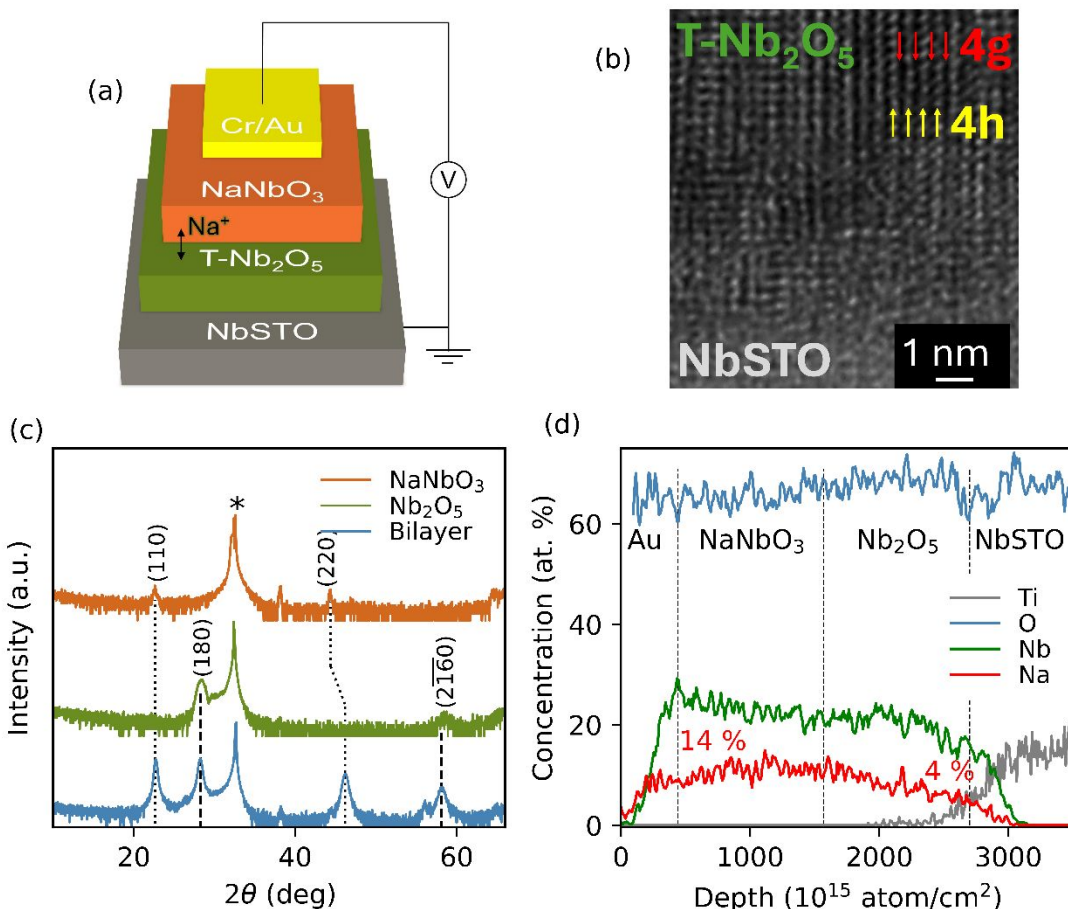 (a)
Cr/Au
NaNbO₃
Na⁺
T-Nb₂O₅
NbSTO
V
(b)
T-Nb₂O₅
↓↓↓↓ 4g
↑↑↑↑ 4h
NbSTO
1 nm
(c)
Intensity (a.u.)
NaNbO₃
Nb₂O₅
Bilayer
*
(110)
(220)
(180)
(21̅60)
20 40 60
2θ (deg)
(d)
Concentration (at. %)
60
40
20
0
Au NaNbO₃ Nb₂O₅ NbSTO
Ti
O
Nb
Na
14 %
4 %
0 1000 2000 3000
Depth (10¹⁵ atom/cm²)